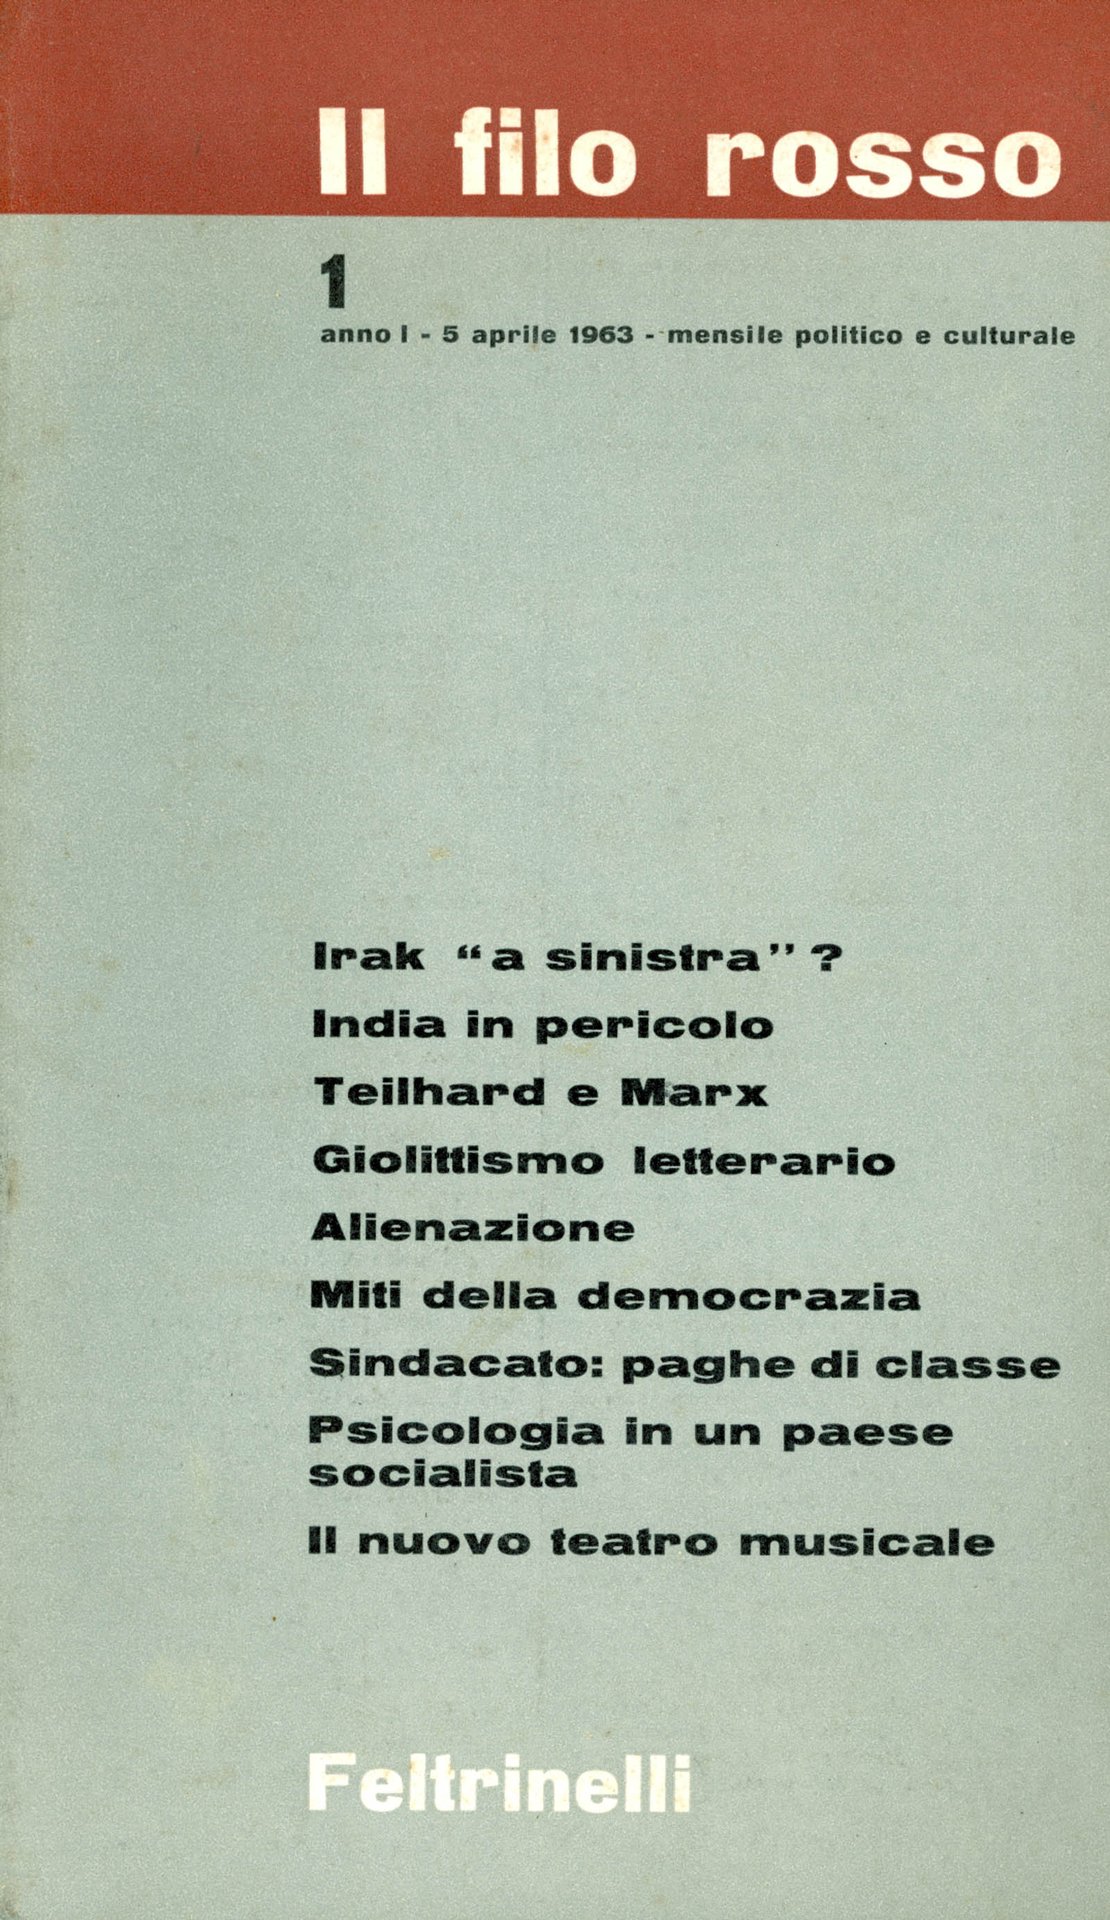 Il filo rosso
1
anno I - 5 aprile 1963 - mensile politico e culturale
Irak “a sinistra” ?
India in pericolo
Teilhard e Marx
Giolittismo letterario
Alienazione
Miti della democrazia
Sindacato: paghe di classe
Psicologia in un paese
socialista
Il nuovo teatro musicale
Feltrinelli